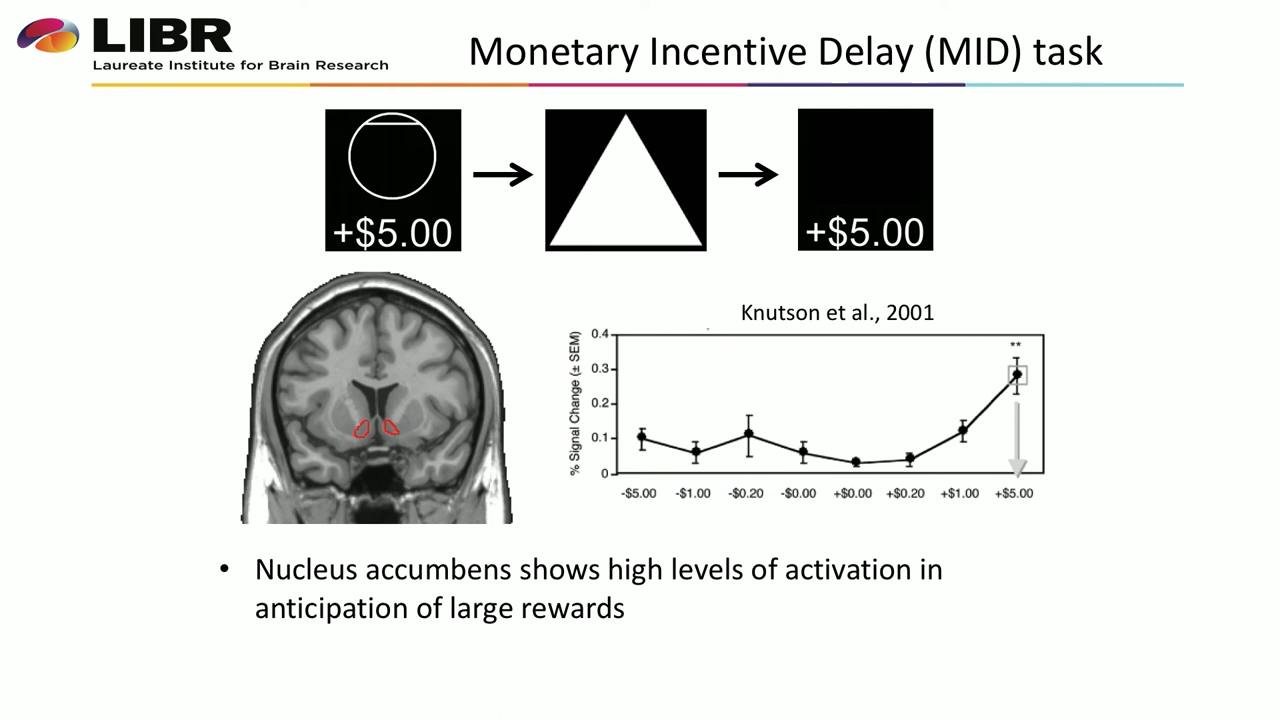 LIBR
Laureate Institute for Brain Research
Monetary Incentive Delay (MID) task
+$5.00
+$5.00
Knutson et al., 2001
% Signal Change (± SEM)
0.4
0.3
0.2
0.1
0
**
-$5.00 -$1.00 -$0.20 -$0.00 +$0.00 +$0.20 +$1.00 +$5.00
• Nucleus accumbens shows high levels of activation in
anticipation of large rewards